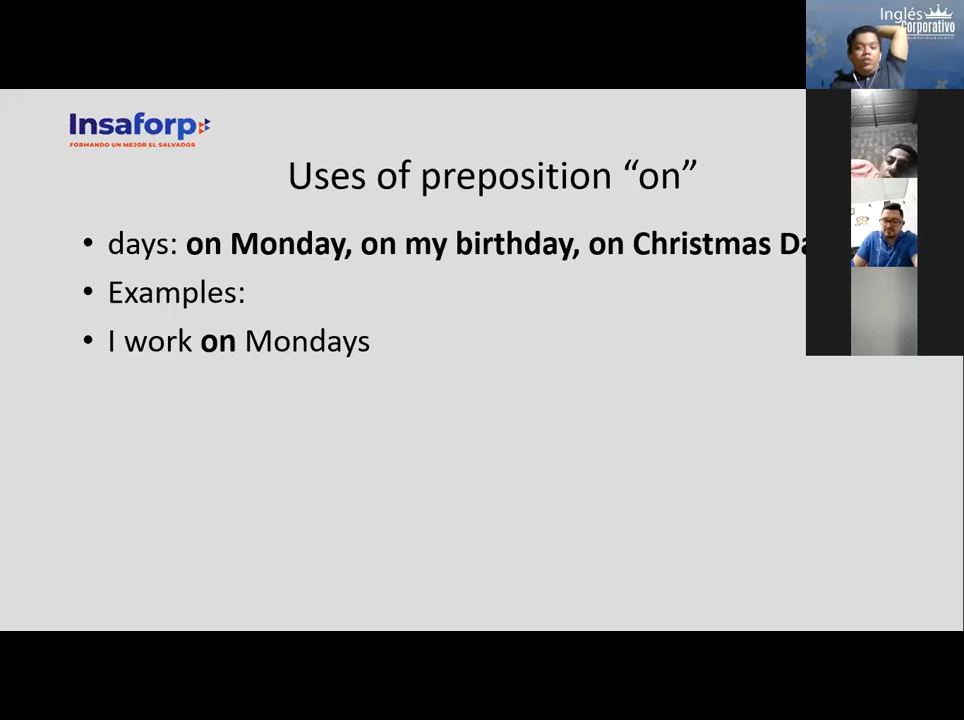 Inglés
Corporativo
Insaforp
FORMANDO UN MEJOR EL SALVADOR
Uses of preposition “on”
• days: on Monday, on my birthday, on Christmas Da
• Examples:
• I work on Mondays